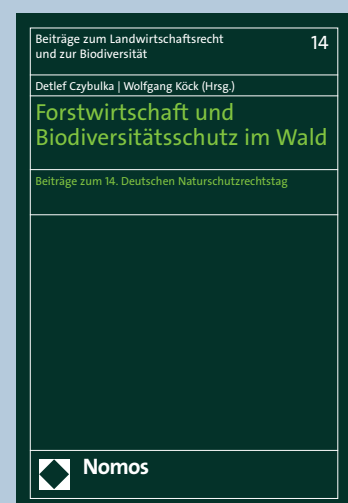 Beiträge zum Landwirtschaftsrecht
und zur Biodiversität
14
Detlef Czybulka | Wolfgang Köck (Hrsg.)
Forstwirtschaft und
Biodiversitätsschutz im Wald
Beiträge zum 14. Deutschen Naturschutzrechtstag
Nomos